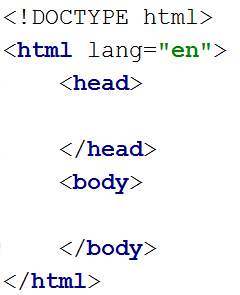 <!DOCTYPE html>
<html lang="en">
    <head>

    </head>
    <body>

    </body>
</html>